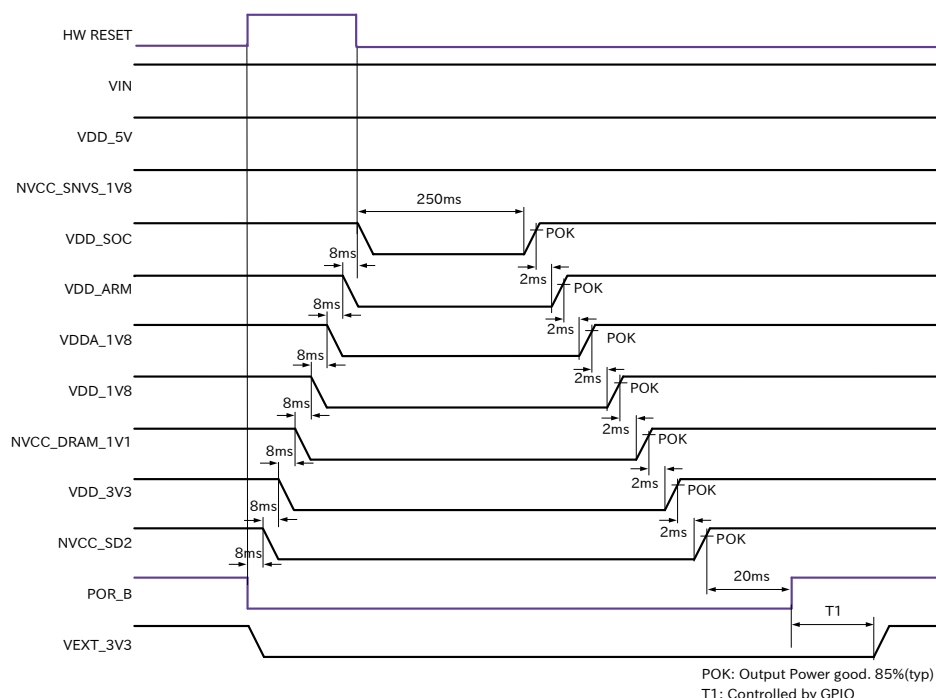 HW RESET
VIN
VDD_5V
NVCC_SNVS_1V8
250ms
VDD_SOC
POK
8ms
2ms
VDD_ARM
POK
8ms
2ms
VDDA_1V8
POK
8ms
2ms
VDD_1V8
POK
8ms
2ms
NVCC_DRAM_1V1
POK
8ms
2ms
VDD_3V3
POK
8ms
2ms
NVCC_SD2
POK
8ms
20ms
POR_B
T1
VEXT_3V3
POK: Output Power good. 85%(typ)
T1: Controlled by GPIO